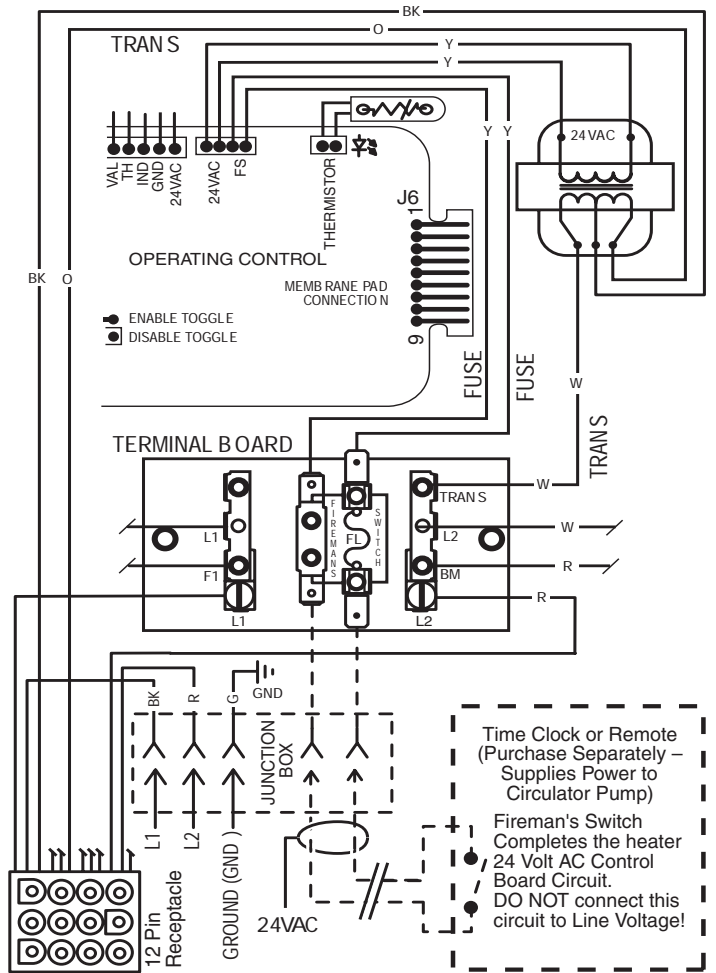 BK
O
TRANS
Y
Y
Y Y
24VAC
VAL
TH
IND
GND
24VAC
24VAC
FS
THERMISTOR
J6
1
OPERATING CONTROL
MEMBRANE PAD
CONNECTION
BK O
ENABLE TOGGLE
DISABLE TOGGLE
9
FUSE
FUSE
W
TRANS
TERMINAL BOARD
W
TRANS
FIREMANS
SWITCH
L1
FL
L2
W
F1
BM
R
R
L1
L2
BK
R
G
GND
JUNCTION
BOX
L1
L2
GROUND (GND )
24VAC
12 Pin
Receptacle
Time Clock or Remote
(Purchase Separately –
Supplies Power to
Circulator Pump)
Fireman's Switch
Completes the heater
24 Volt AC Control
Board Circuit.
DO NOT connect this
circuit to Line Voltage!